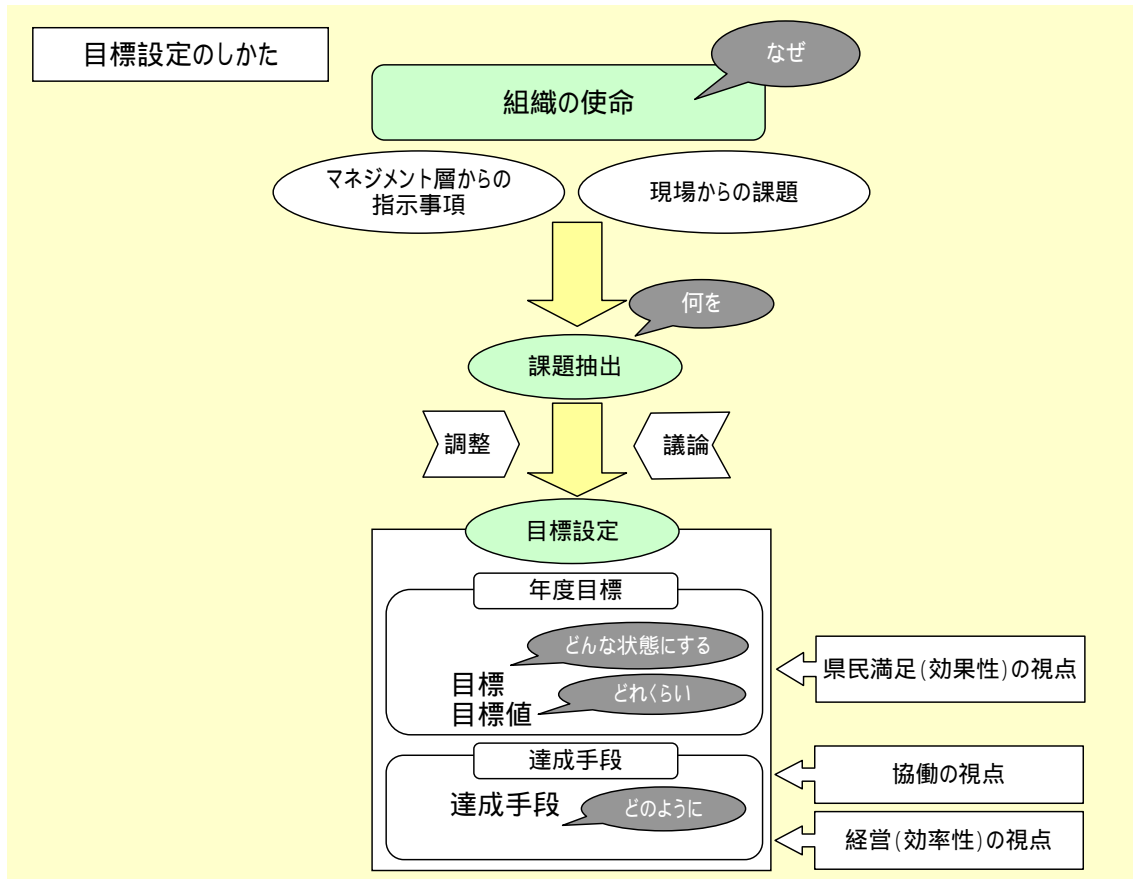 目標設定のしかた
なぜ
組織の使命
マネジメント層からの
指示事項
現場からの課題
何を
課題抽出
調整
議論
目標設定
年度目標
どんな状態にする
目標
どれくらい
目標値
県民満足(効果性)の視点
達成手段
達成手段
どのように
協働の視点
経営(効率性)の視点